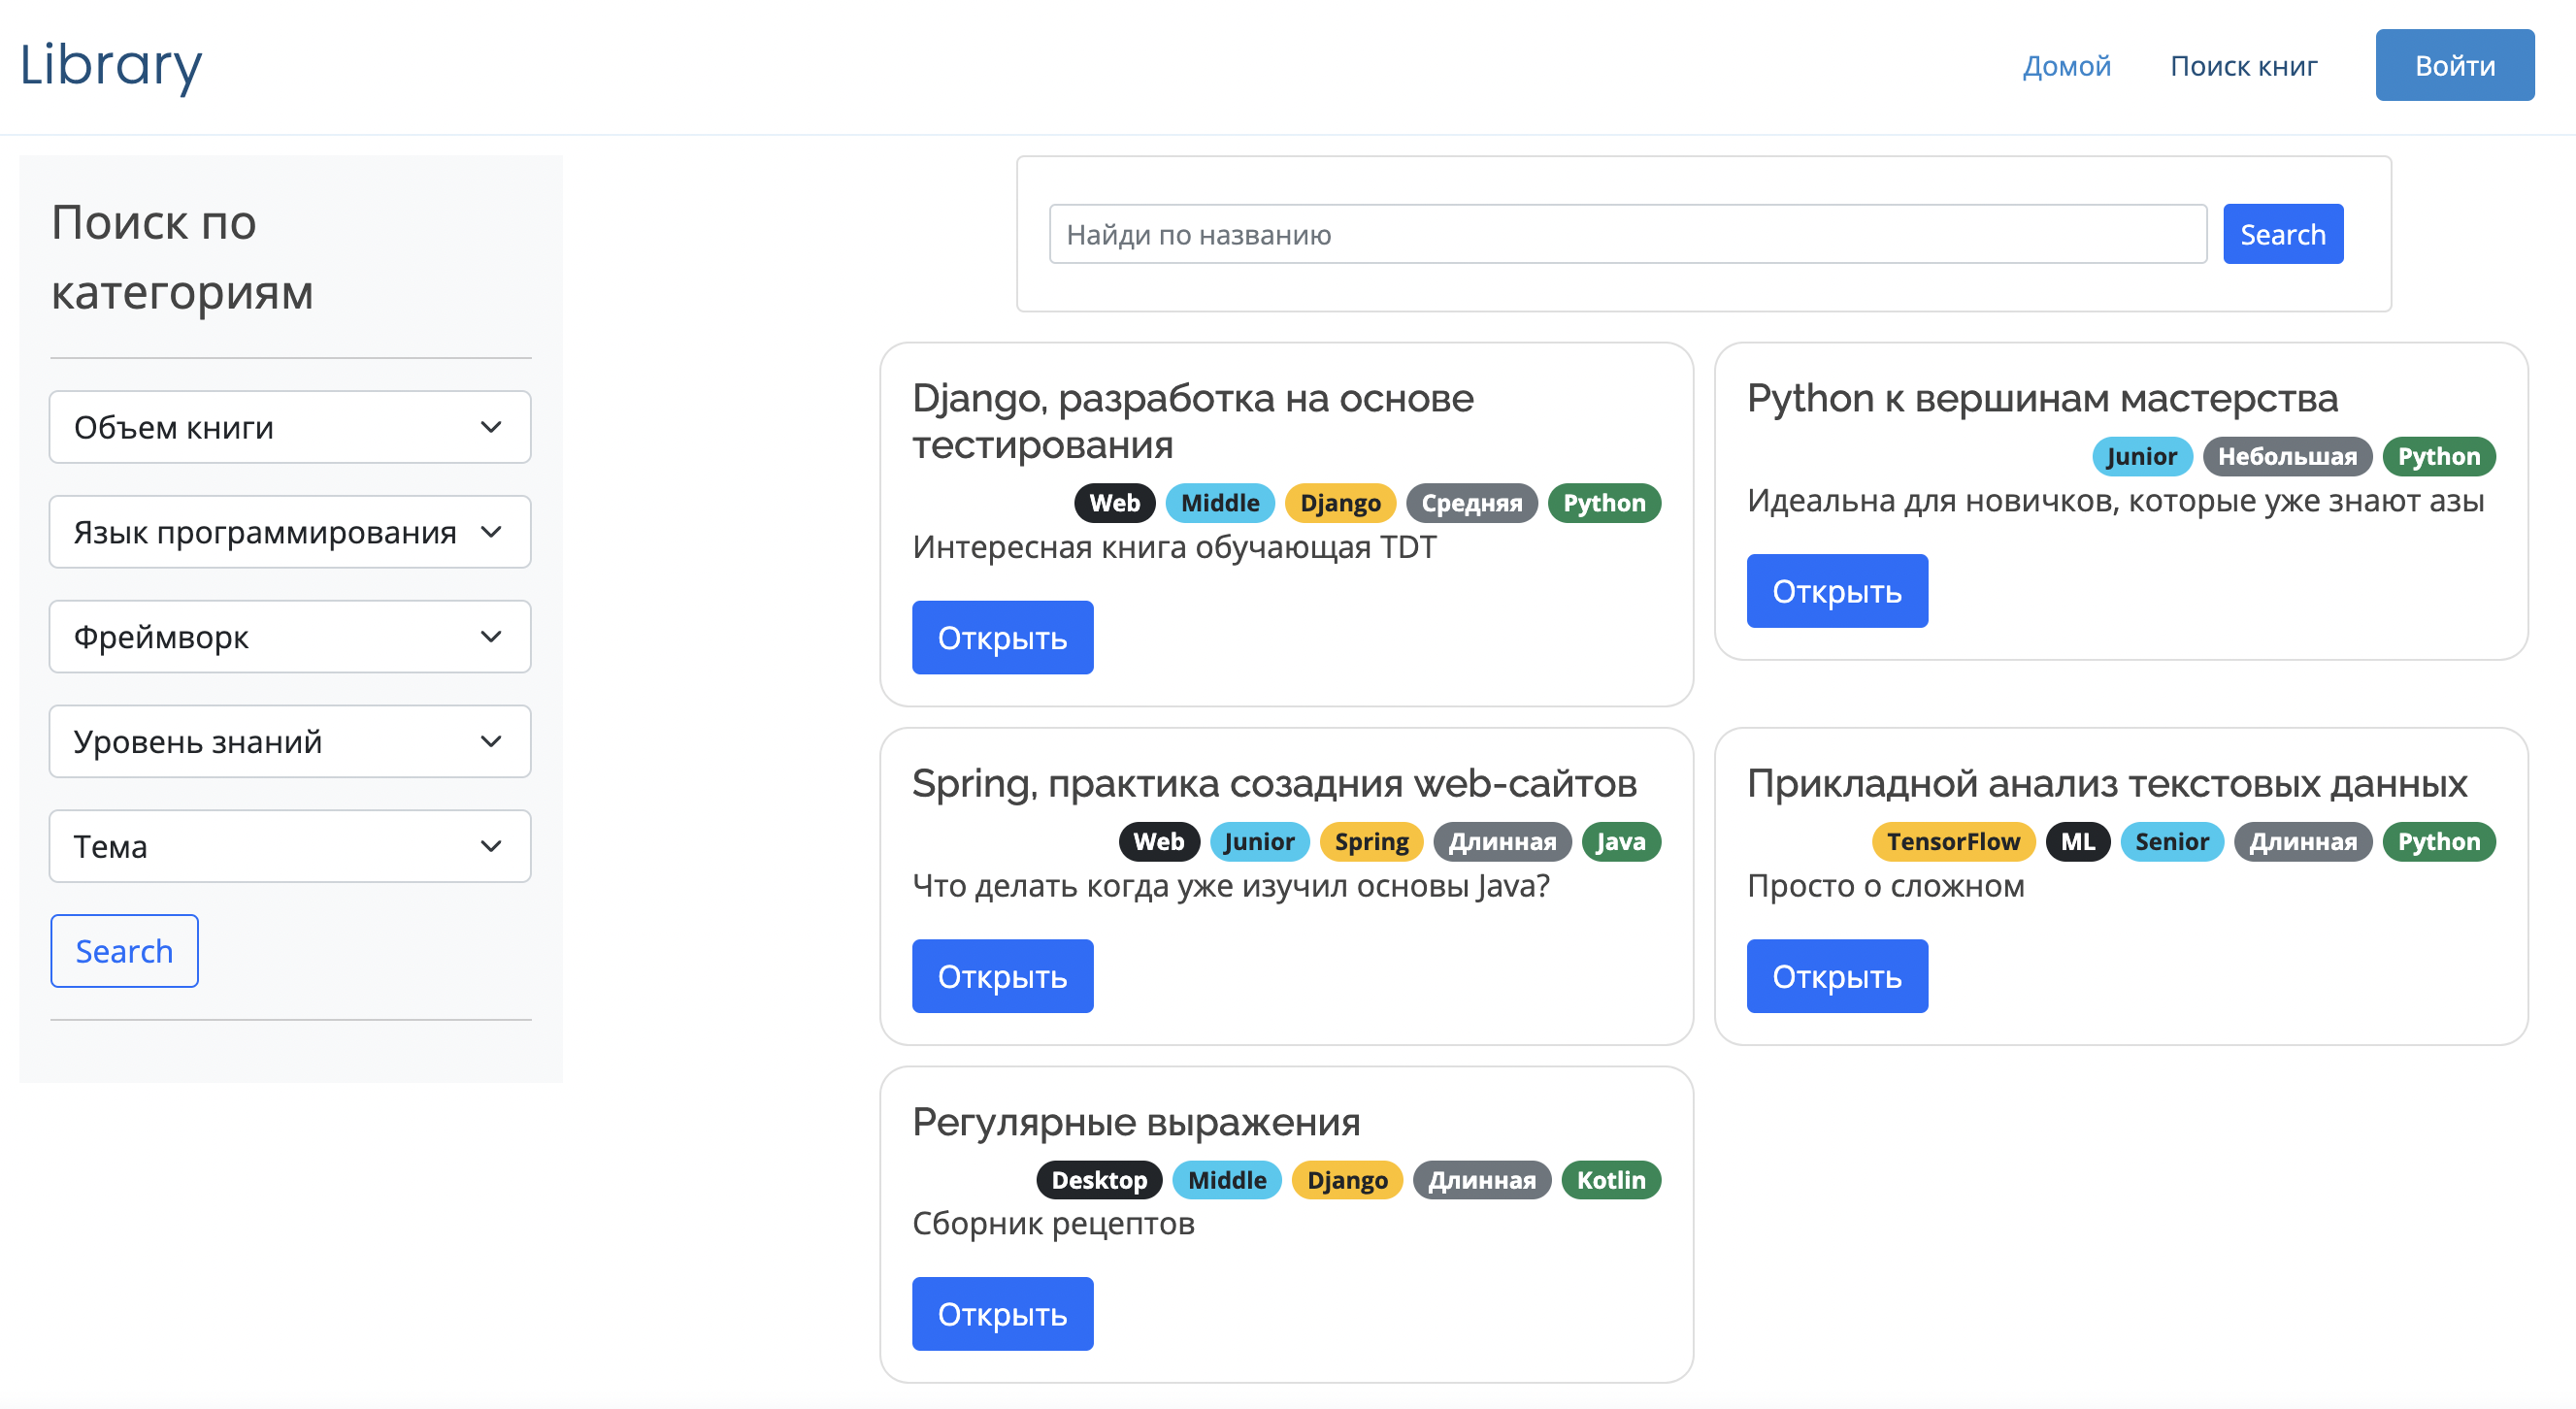 Library
Домой
Поиск книг
Войти
Поиск по
категориям
Объем книги
Язык программирования
Фреймворк
Уровень знаний
Тема
Search
Найди по названию
Search
Django, разработка на основе
тестирования
Web Middle Django Средняя Python
Интересная книга обучающая TDT
Открыть
Python к вершинам мастерства
Junior Небольшая Python
Идеальна для новичков, которые уже знают азы
Открыть
Spring, практика созадния web-сайтов
Web Junior Spring Длинная Java
Что делать когда уже изучил основы Java?
Открыть
Прикладной анализ текстовых данных
TensorFlow ML Senior Длинная Python
Просто о сложном
Открыть
Регулярные выражения
Desktop Middle Django Длинная Kotlin
Сборник рецептов
Открыть